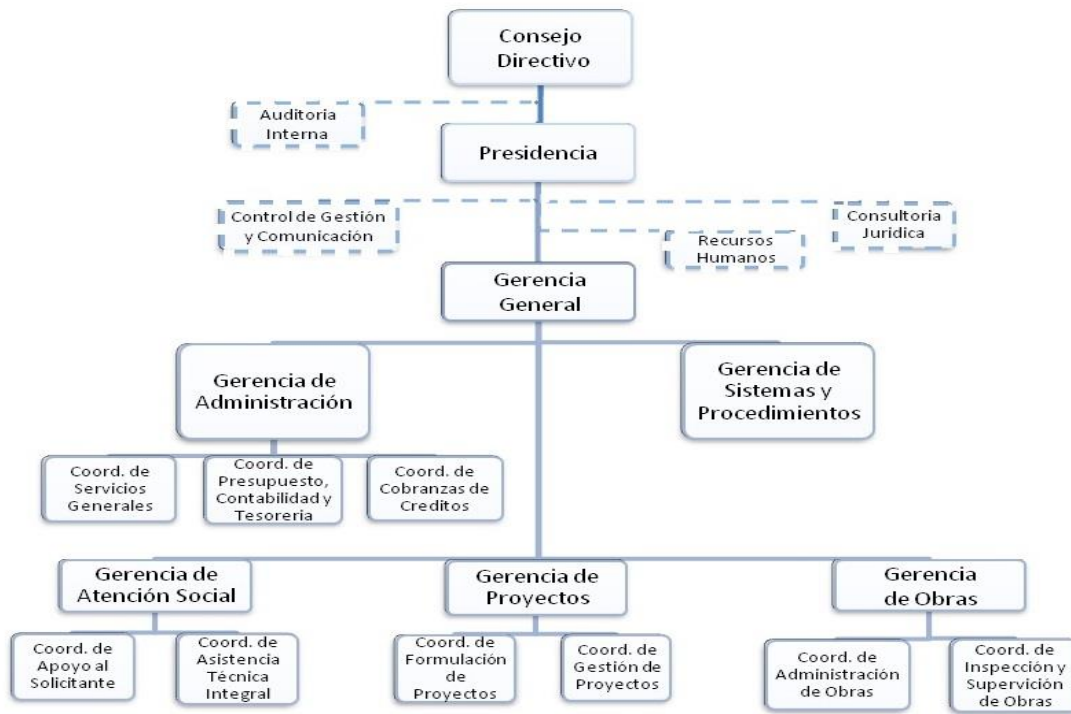 Consejo
Directivo
Auditoria
Interna
Presidencia
Control de Gestión
y Comunicación
Consultoria
Juridica
Recursos
Humanos
Gerencia
General
Gerencia de
Administración
Gerencia de
Sistemas y
Procedimientos
Coord. de
Servicios
Generales
Coord. de
Presupuesto,
Contabilidad y
Tesoreria
Coord. de
Cobranzas de
Creditos
Gerencia de
Atención Social
Gerencia de
Proyectos
Gerencia
de Obras
Coord. de
Apoyo al
Solicitante
Coord. de
Asistencia
Técnica
Integral
Coord. de
Formulación
de
Proyectos
Coord. de
Gestión de
Proyectos
Coord. de
Administración
de Obras
Coord. de
Inspección y
Supervición
de Obras